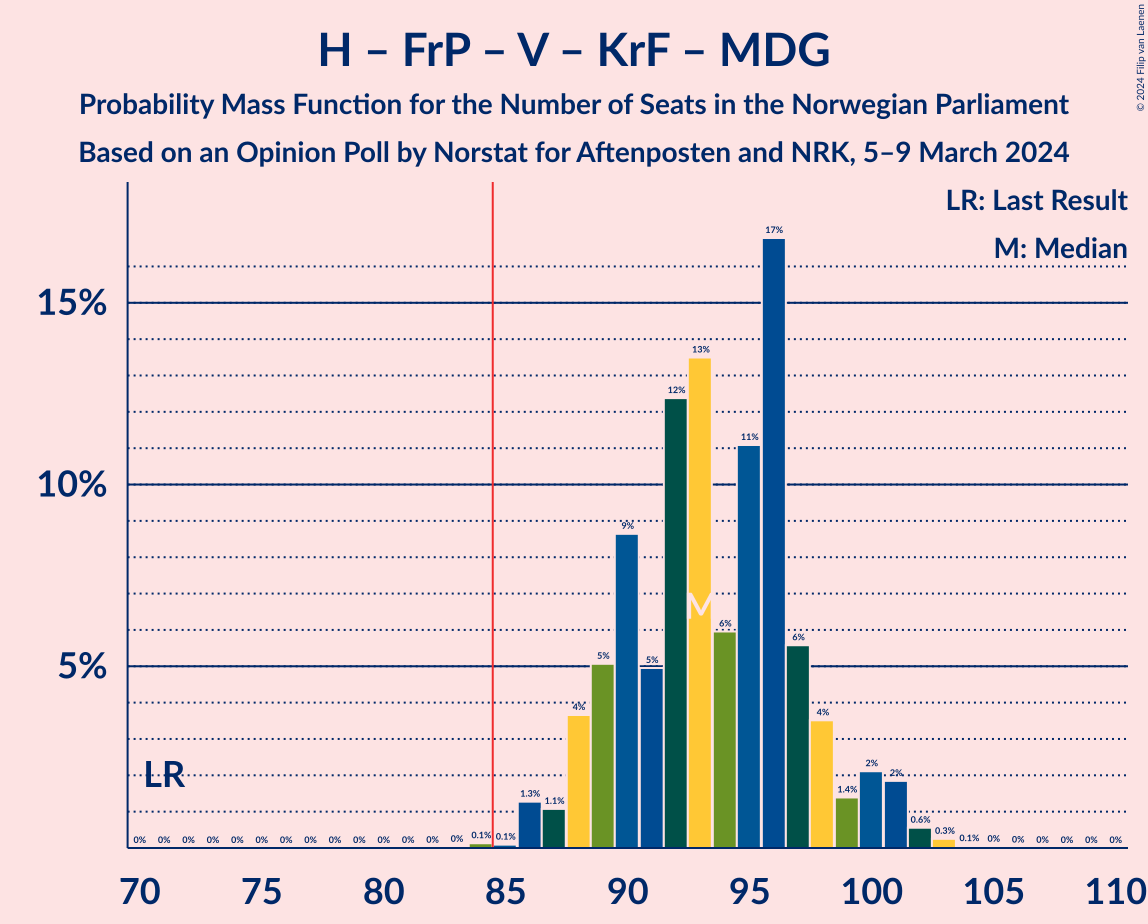 H – FrP – V – KrF – MDG
Probability Mass Function for the Number of Seats in the Norwegian Parliament
Based on an Opinion Poll by Norstat for Aftenposten and NRK, 5–9 March 2024
© 2024 Filip van Laenen
LR: Last Result
M: Median
15%
10%
5%
LR
M
0% 0% 0% 0% 0% 0% 0% 0% 0% 0% 0% 0% 0% 0% 0.1% 0.1% 1.3% 1.1% 4% 5% 9% 5% 12% 13% 6% 11% 17% 6% 4% 1.4% 2% 2% 0.6% 0.3% 0.1% 0% 0% 0% 0% 0% 0%
70 75 80 85 90 95 100 105 110